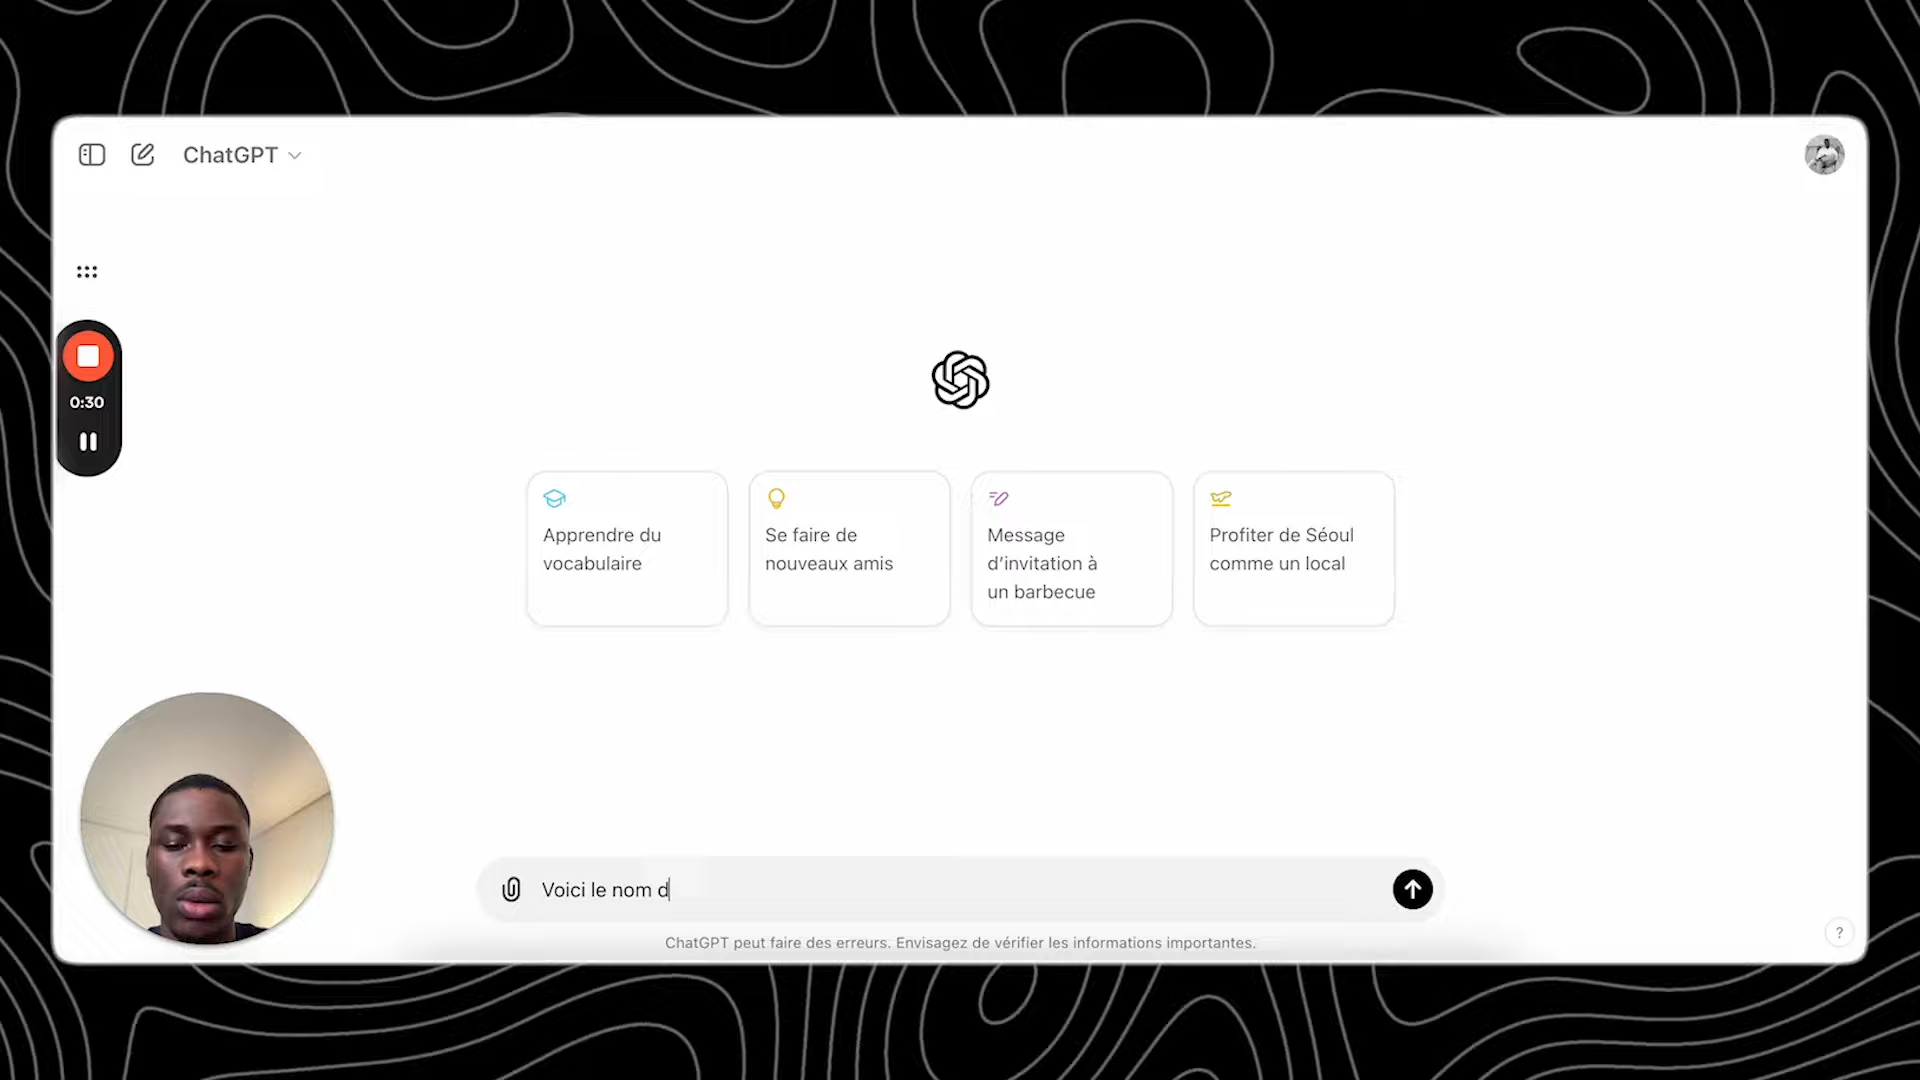 ChatGPT
0:30
Apprendre du
vocabulaire
Se faire de
nouveaux amis
Message
d’invitation à
un barbecue
Profiter de Séoul
comme un local
Voici le nom d
ChatGPT peut faire des erreurs. Envisagez de vérifier les informations importantes.
?